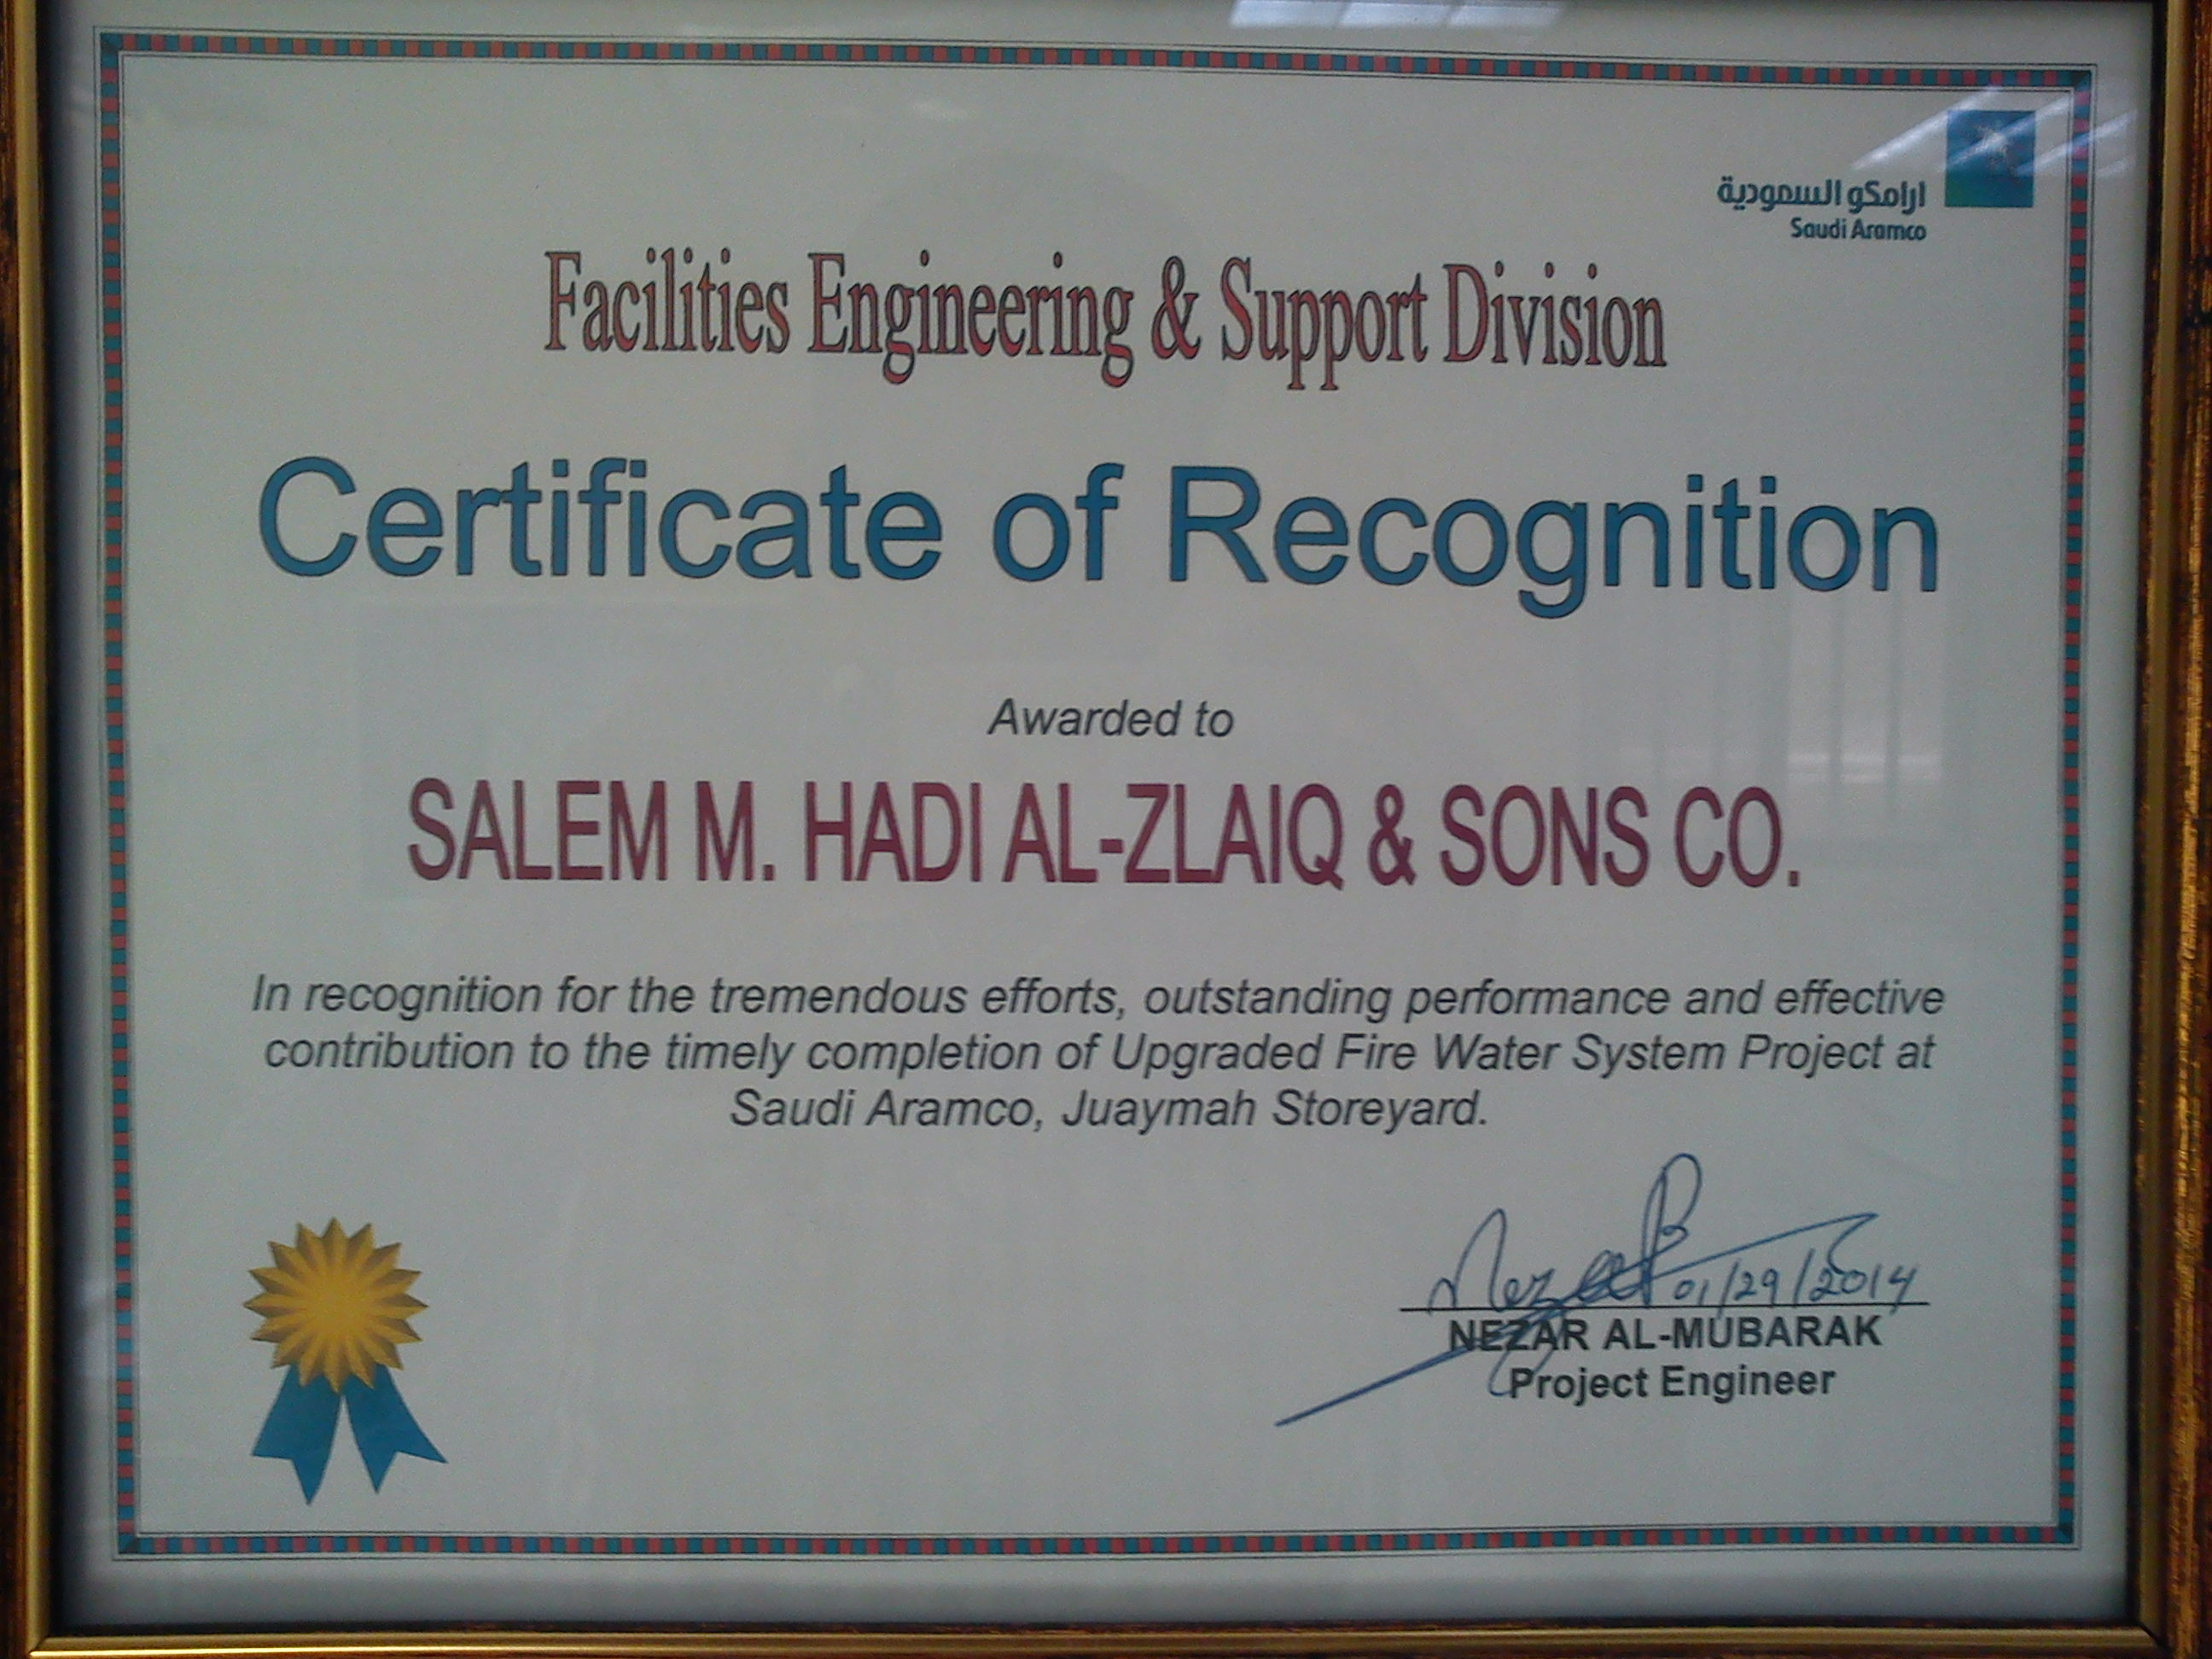 ارامكو السعودية
Saudi Aramco
Facilities Engineering & Support Division
Certificate of Recognition
Awarded to
SALEM M. HADI AL-ZLAIQ & SONS CO.
In recognition for the tremendous efforts, outstanding performance and effective
contribution to the timely completion of Upgraded Fire Water System Project at
Saudi Aramco, Juaymah Storeyard.
01/29/2014
NEZAR AL-MUBARAK
Project Engineer